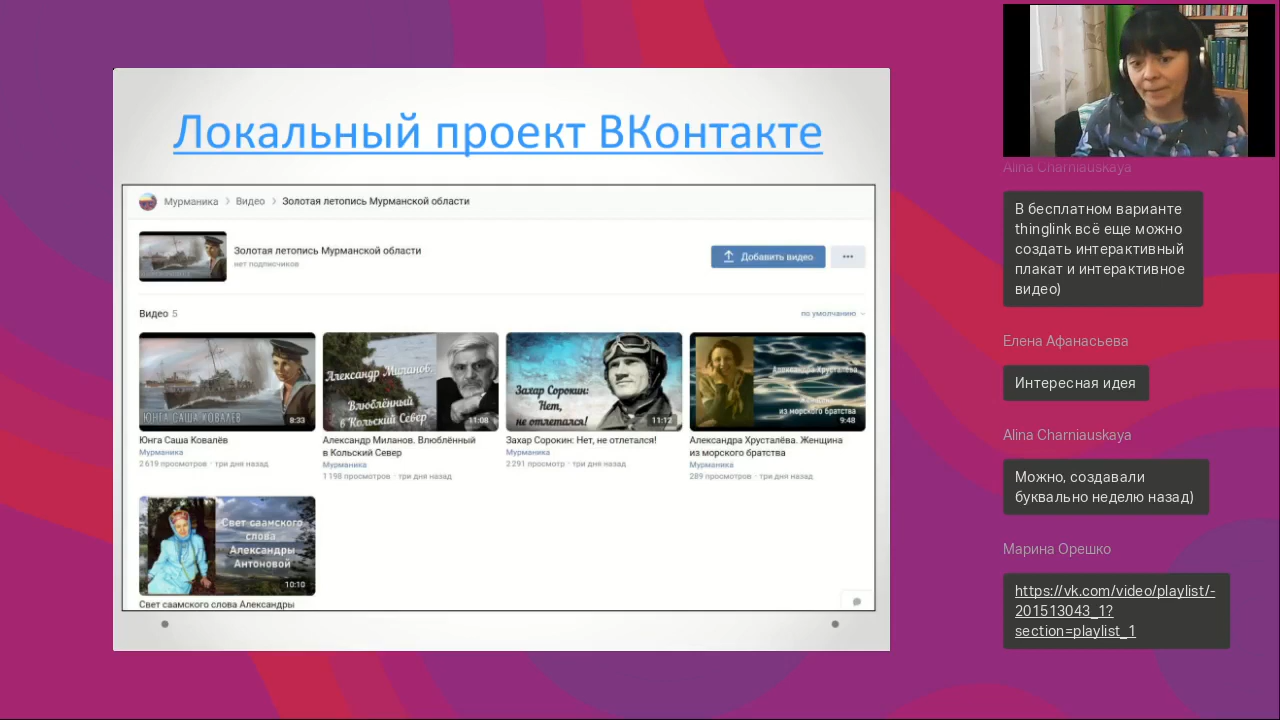 Локальный проект ВКонтакте
Мурманика > Видео > Золотая летопись Мурманской области
Золотая летопись Мурманской области
нет подписчиков
Добавить видео
Видео 5
по умолчанию
ЮНГА САША КОВАЛЕВ
8:33
Александр Миланов.
Влюблённый
в Кольский Север
11:08
Захар Сорокин:
Нет,
не отлетался!
11:12
Александра Хрусталёва
Женщина
из морского братства
9:48
Юнга Саша Ковалёв
Мурманика
2 619 просмотров · три дня назад
Александр Миланов. Влюблённый
в Кольский Север
Мурманика
1 198 просмотров · три дня назад
Захар Сорокин: Нет, не отлетался!
Мурманика
2 291 просмотр · три дня назад
Александра Хрусталёва. Женщина
из морского братства
Мурманика
289 просмотров · три дня назад
Свет саамского
слова
Александры
Антоновой
10:10
Свет саамского слова Александры
Alina Charniauskaya
В бесплатном варианте
thinglink всё еще можно
создать интерактивный
плакат и интерактивное
видео)
Елена Афанасьева
Интересная идея
Alina Charniauskaya
Можно, создавали
буквально неделю назад)
Марина Орешко
https://vk.com/video/playlist/-
201513043_1?
section=playlist_1